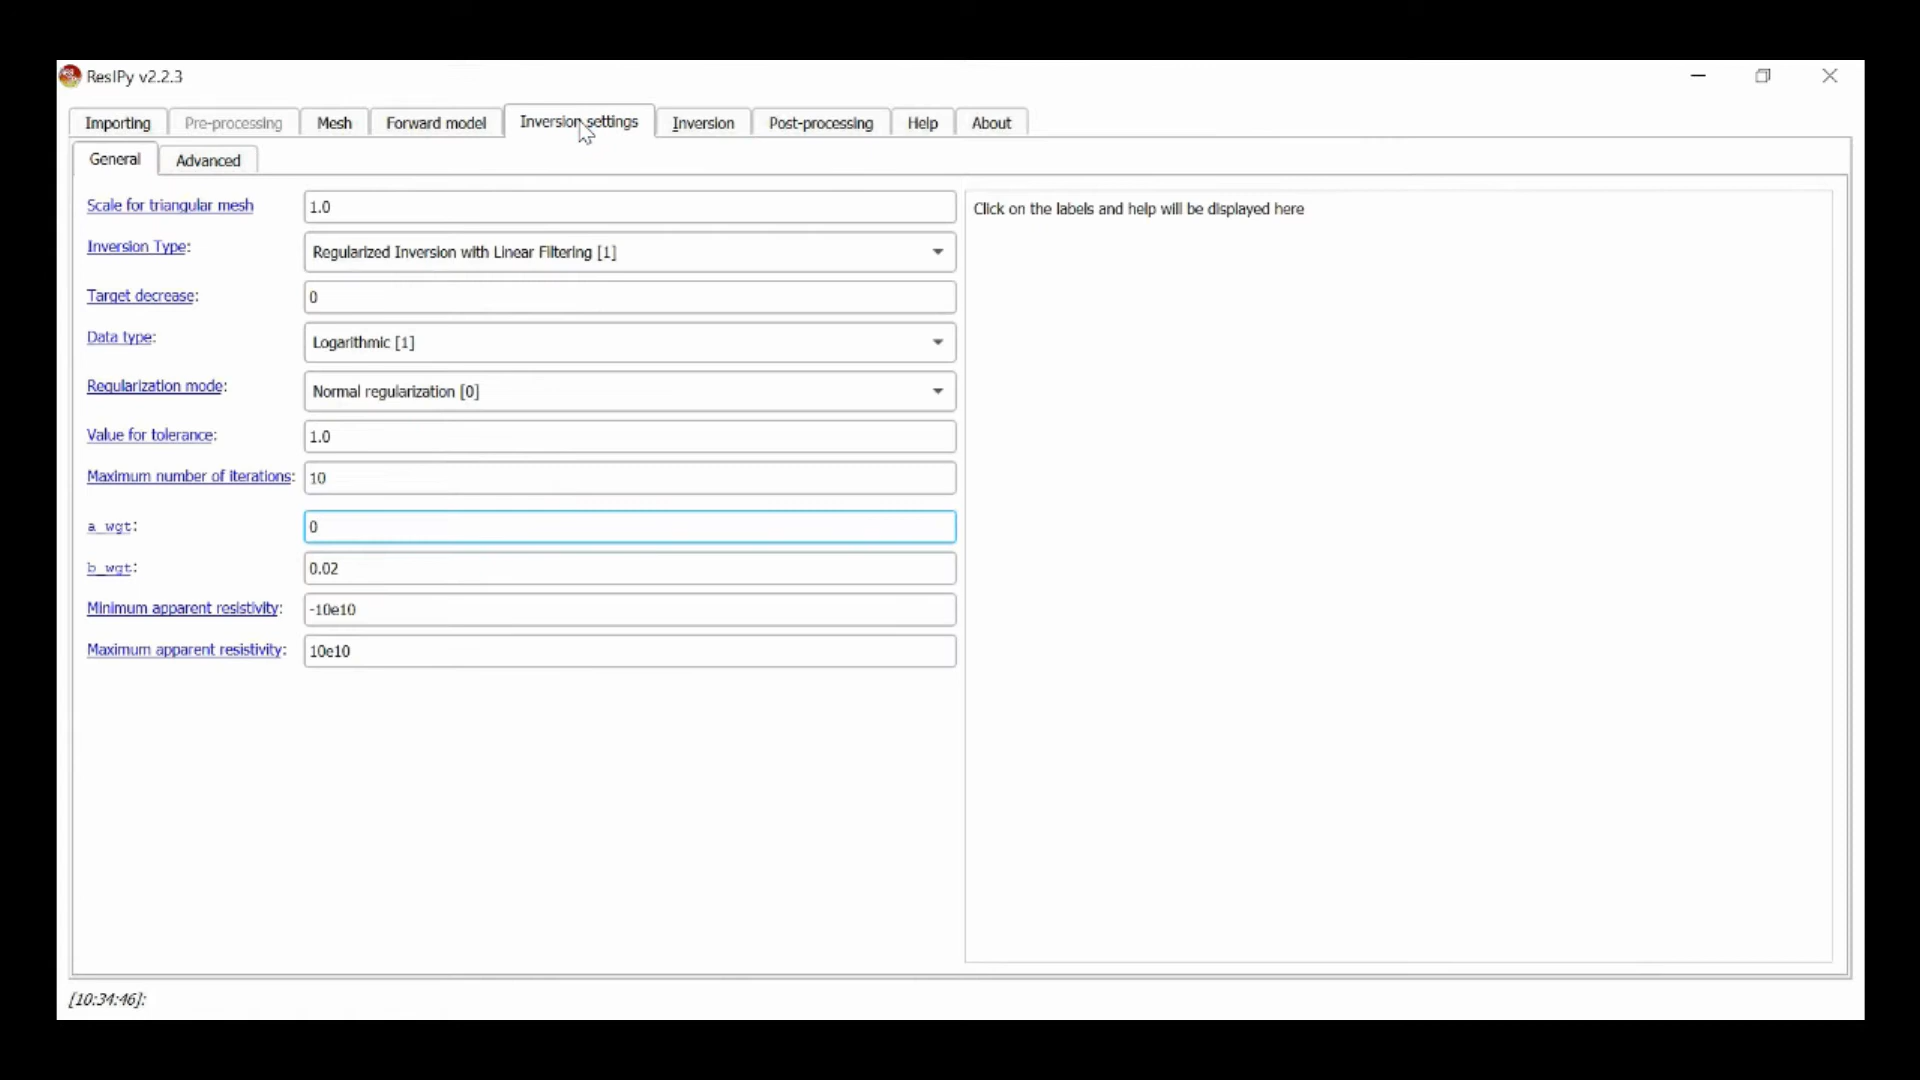 ResIPy v2.2.3
Importing Pre-processing Mesh Forward model Inversion settings Inversion Post-processing Help About
General Advanced
Scale for triangular mesh 1.0
Click on the labels and help will be displayed here
Inversion Type: Regularized Inversion with Linear Filtering [1]
Target decrease: 0
Data type: Logarithmic [1]
Regularization mode: Normal regularization [0]
Value for tolerance: 1.0
Maximum number of iterations: 10
a_wgt: 0
b_wgt: 0.02
Minimum apparent resistivity: -10e10
Maximum apparent resistivity: 10e10
[10:34:46]: